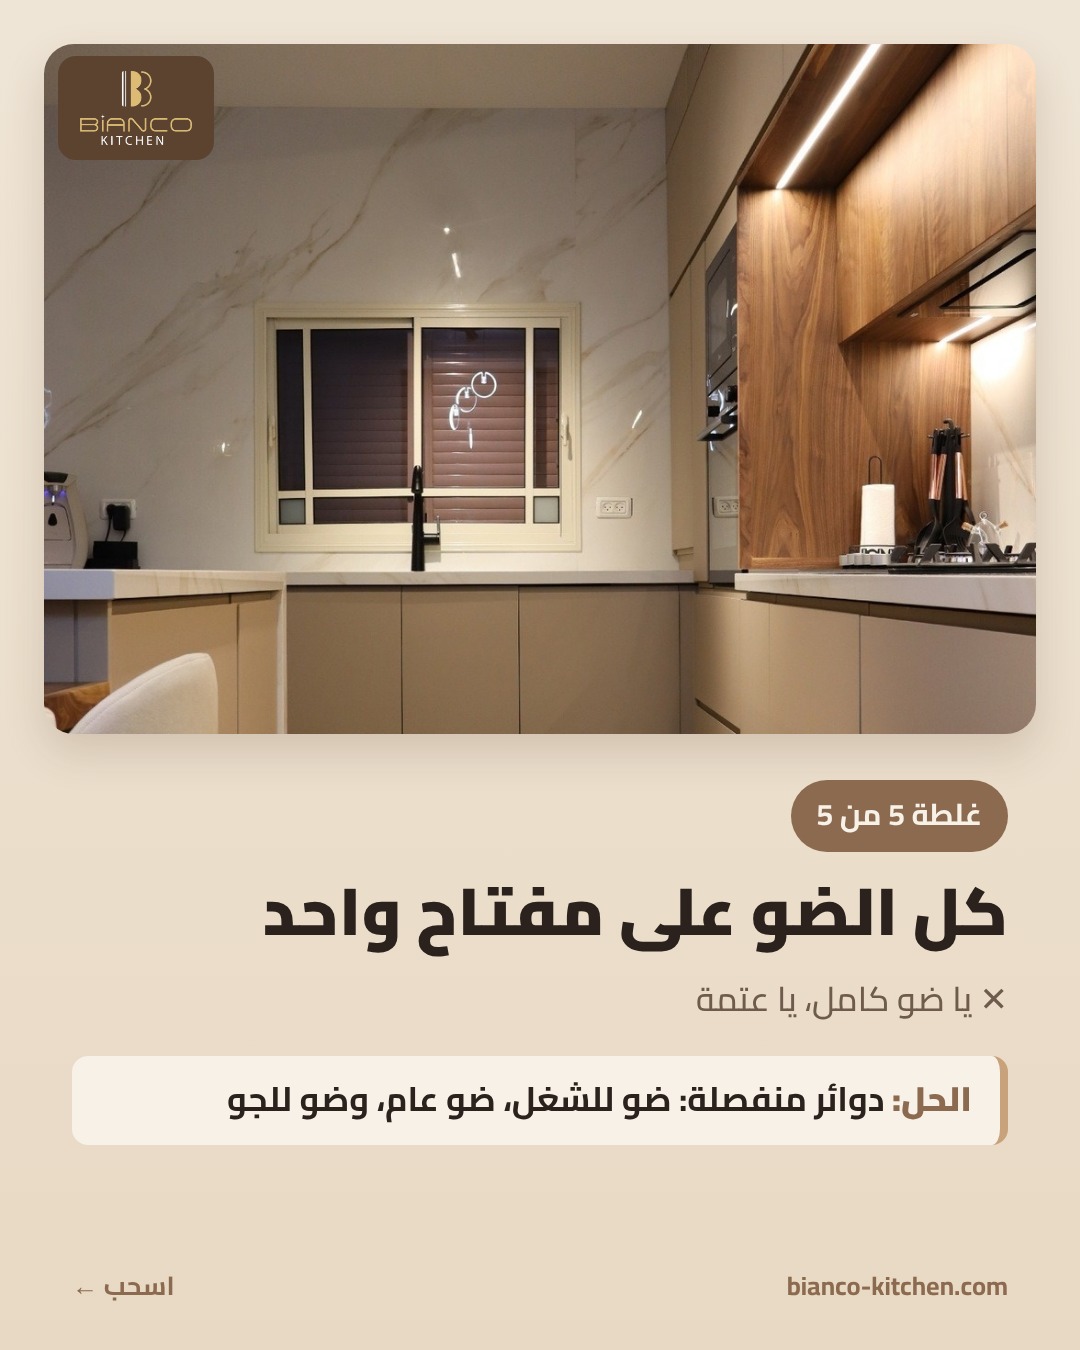 BiANCO
KITCHEN
غلطة 5 من 5
كل الضو على مفتاح واحد
✕ يا ضو كامل، يا عتمة
الحل: دوائر منفصلة: ضو للشغل، ضو عام، وضو للجو
bianco-kitchen.com
اسحب ←